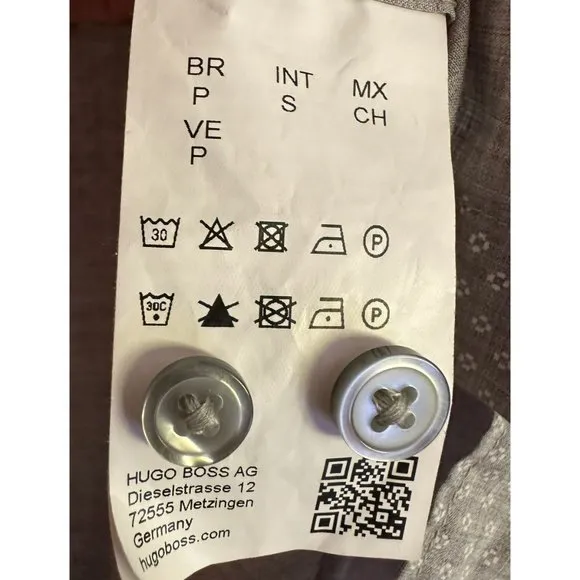 BR INT MX
P S CH
VE
P
30 P
30C P
HUGO BOSS AG
Dieselstrasse 12
72555 Metzingen
Germany
hugoboss.com